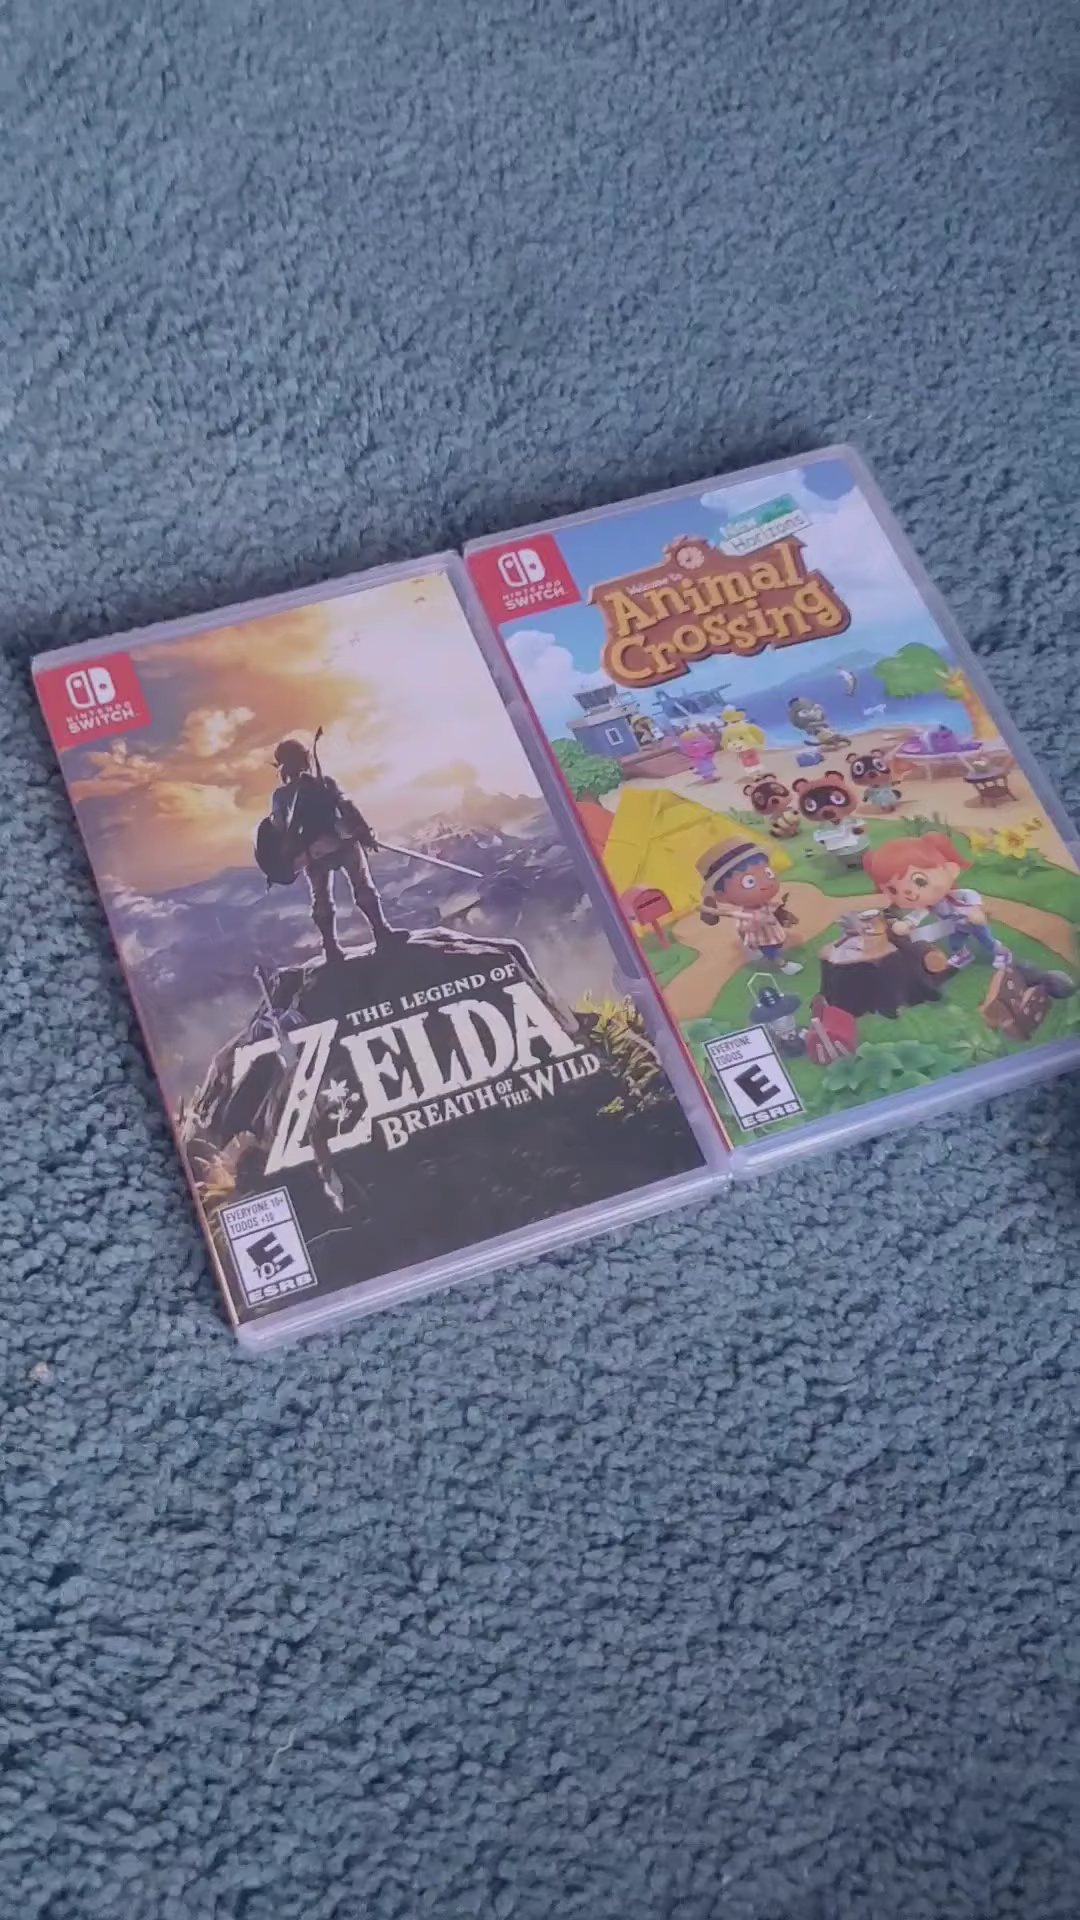 NINTENDO
SWITCH
THE LEGEND OF
ZELDA
BREATH OF THE WILD
EVERYONE 10+
TODOS +10
E
10+
ESRB
NINTENDO
SWITCH
New
Horizons
Welcome to
Animal
Crossing
EVERYONE
TODOS
E
ESRB